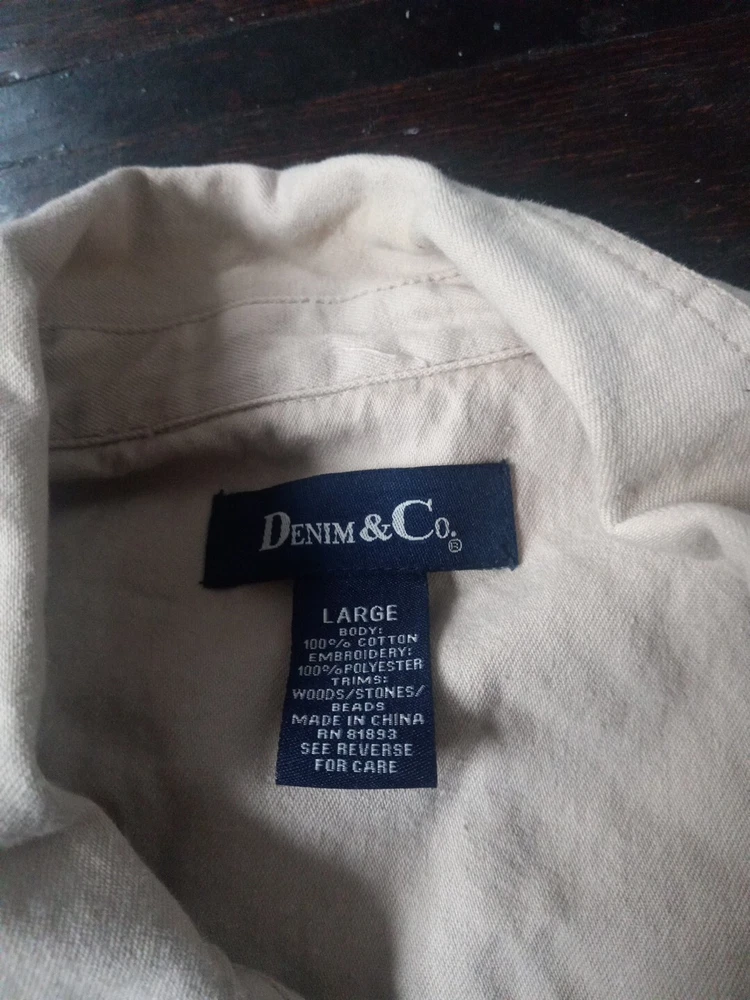 DENIM & CO.®
LARGE
BODY:
100% COTTON
EMBROIDERY:
100% POLYESTER
TRIMS:
WOODS/STONES/
BEADS
MADE IN CHINA
RN 81893
SEE REVERSE
FOR CARE